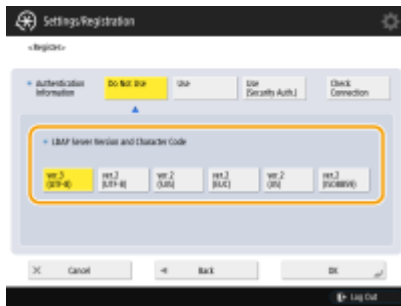 Settings/Registration
<Register>
Authentication Information
Do Not Use
Use
Use (Security Auth.)
Check Connection
LDAP Server Version and Character Code
ver.3 (UTF-8)
ver.2 (UTF-8)
ver.2 (SJIS)
ver.2 (EUC)
ver.2 (JIS)
ver.2 (ISO8859)
Cancel
Back
OK
Log Out